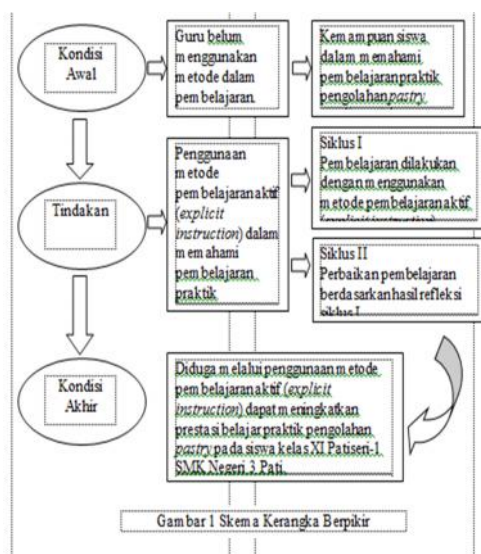 Kondisi
Awal
Guru belum
menggunakan
metode dalam
pembelajaran.
Kemampuan siswa
dalam memahami
pembelajaran praktik
pengolahan pastry
Tindakan
Penggunaan
metode
pembelajaran aktif
(explicit
instruction) dalam
memahami
pembelajaran
praktik
Siklus I
Pembelajaran dilakukan
dengan menggunakan
metode pembelajaran aktif
(explicit instruction)
Siklus II
Perbaikan pembelajaran
berdasarkan hasil refleksi
siklus I
Kondisi
Akhir
Diduga melalui penggunaan metode
pembelajaran aktif (explicit
instruction) dapat meningkatkan
prestasi belajar praktik pengolahan
pastry pada siswa kelas XI Patiseri-1
SMK Negeri 3 Pati.
Gambar 1 Skema Kerangka Berpikir